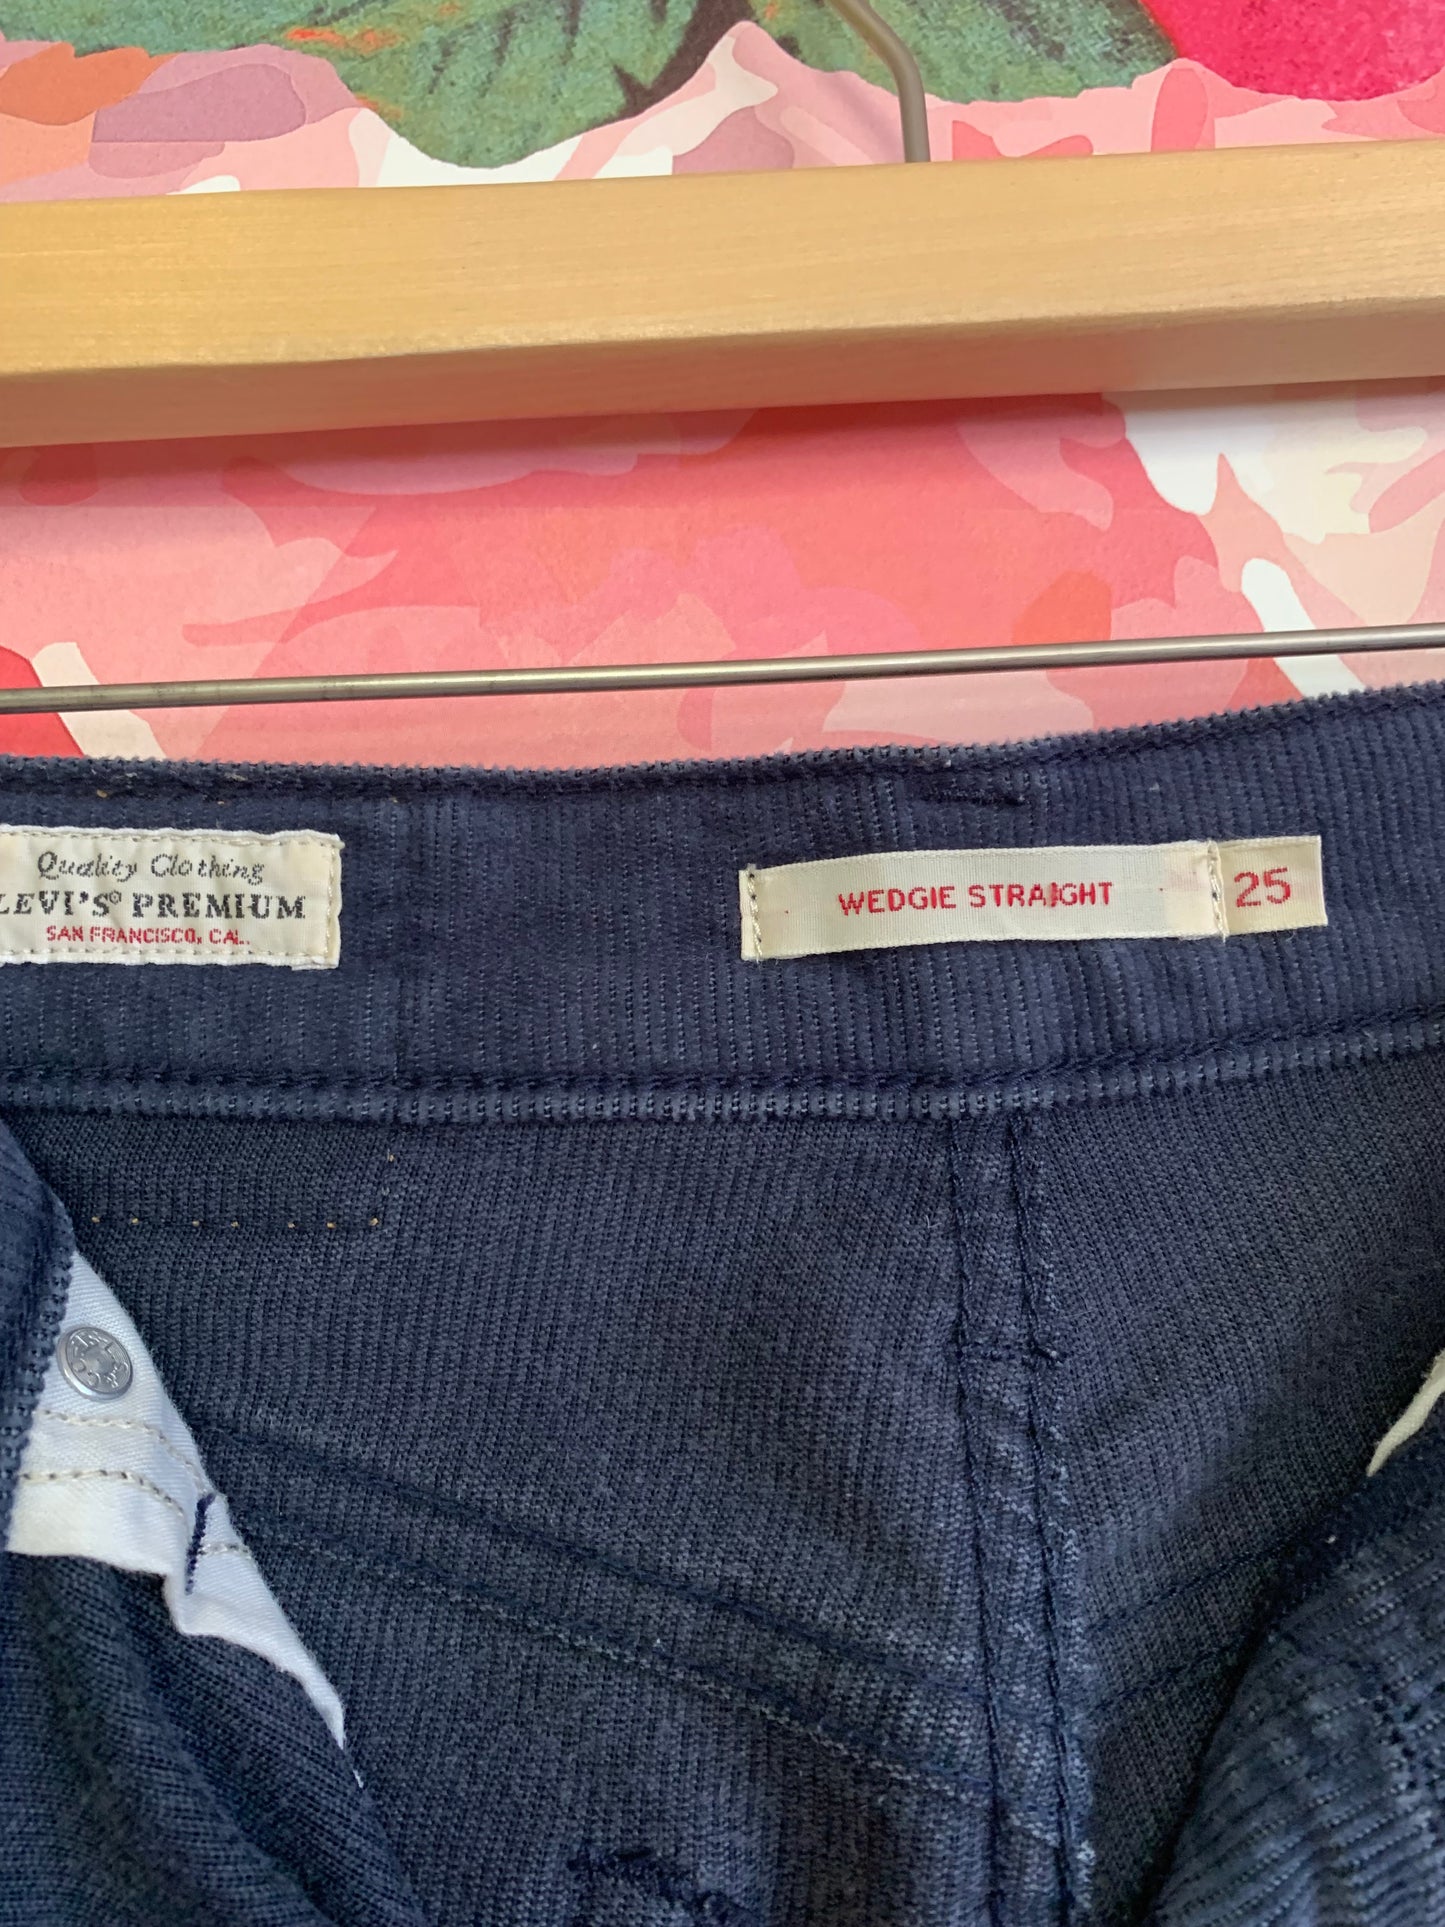 Quality Clothing
LEVI'S® PREMIUM
SAN FRANCISCO, CAL.
WEDGIE STRAIGHT
25